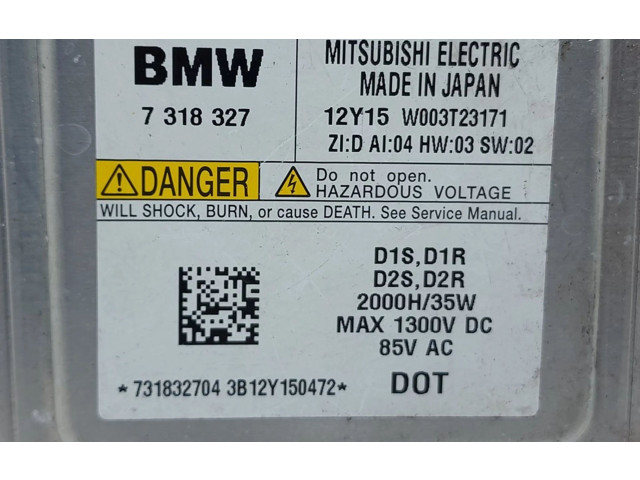 BMW
MITSUBISHI ELECTRIC
MADE IN JAPAN
7 318 327
12Y15 W003T23171
ZI:D AI:04 HW:03 SW:02
DANGER
Do not open.
HAZARDOUS VOLTAGE
WILL SHOCK, BURN, or cause DEATH. See Service Manual.
D1S,D1R
D2S,D2R
2000H/35W
MAX 1300V DC
85V AC
*731832704 3B12Y150472*
DOT